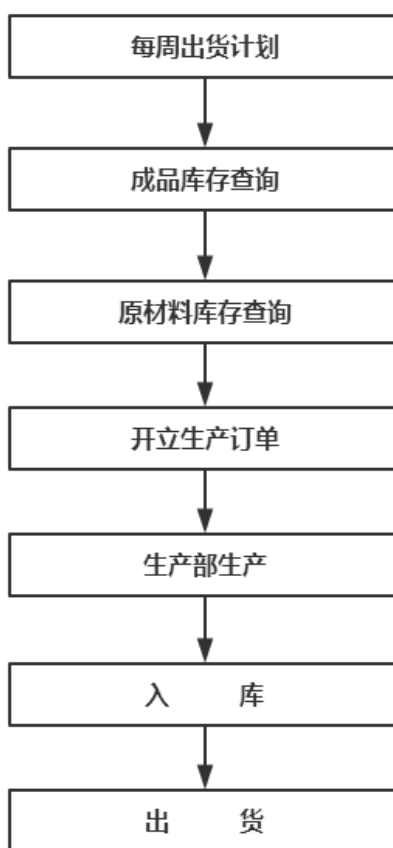 每周出货计划
成品库存查询
原材料库存查询
开立生产订单
生产部生产
入 库
出 货